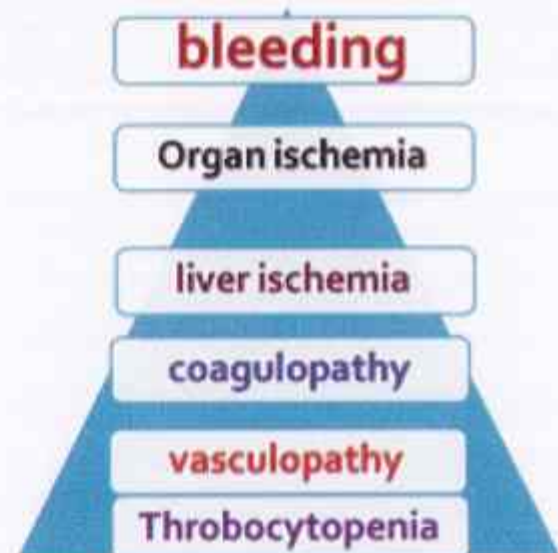 bleeding
Organ ischemia
liver ischemia
coagulopathy
vasculopathy
Throbocytopenia